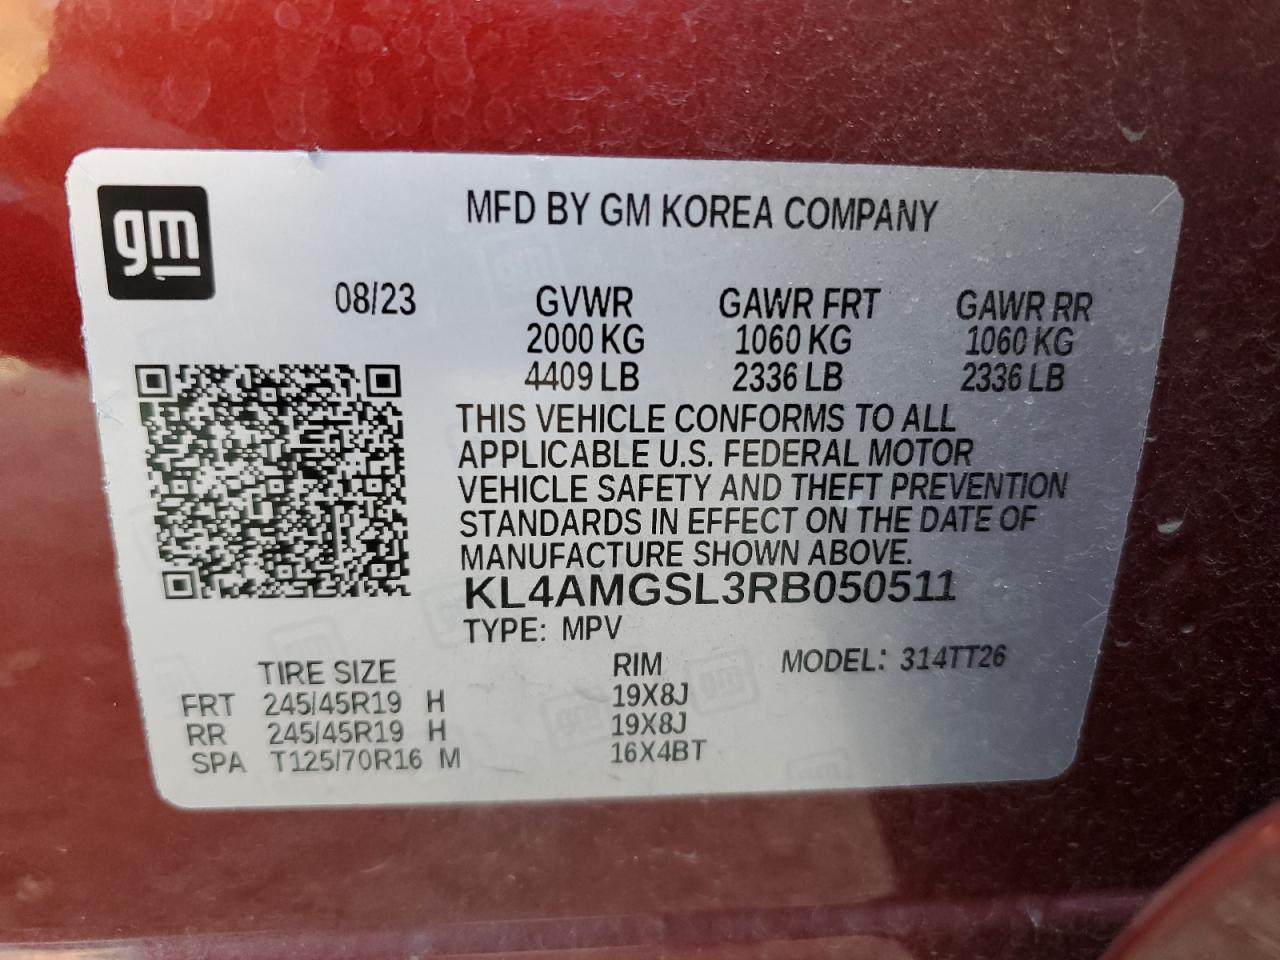 gm
MFD BY GM KOREA COMPANY
08/23
GVWR GAWR FRT GAWR RR
2000 KG 1060 KG 1060 KG
4409 LB 2336 LB 2336 LB
THIS VEHICLE CONFORMS TO ALL
APPLICABLE U.S. FEDERAL MOTOR
VEHICLE SAFETY AND THEFT PREVENTION
STANDARDS IN EFFECT ON THE DATE OF
MANUFACTURE SHOWN ABOVE.
KL4AMGSL3RB050511
TYPE: MPV
TIRE SIZE RIM MODEL: 314TT26
FRT 245/45R19 H 19X8J
RR 245/45R19 H 19X8J
SPA T125/70R16 M 16X4BT